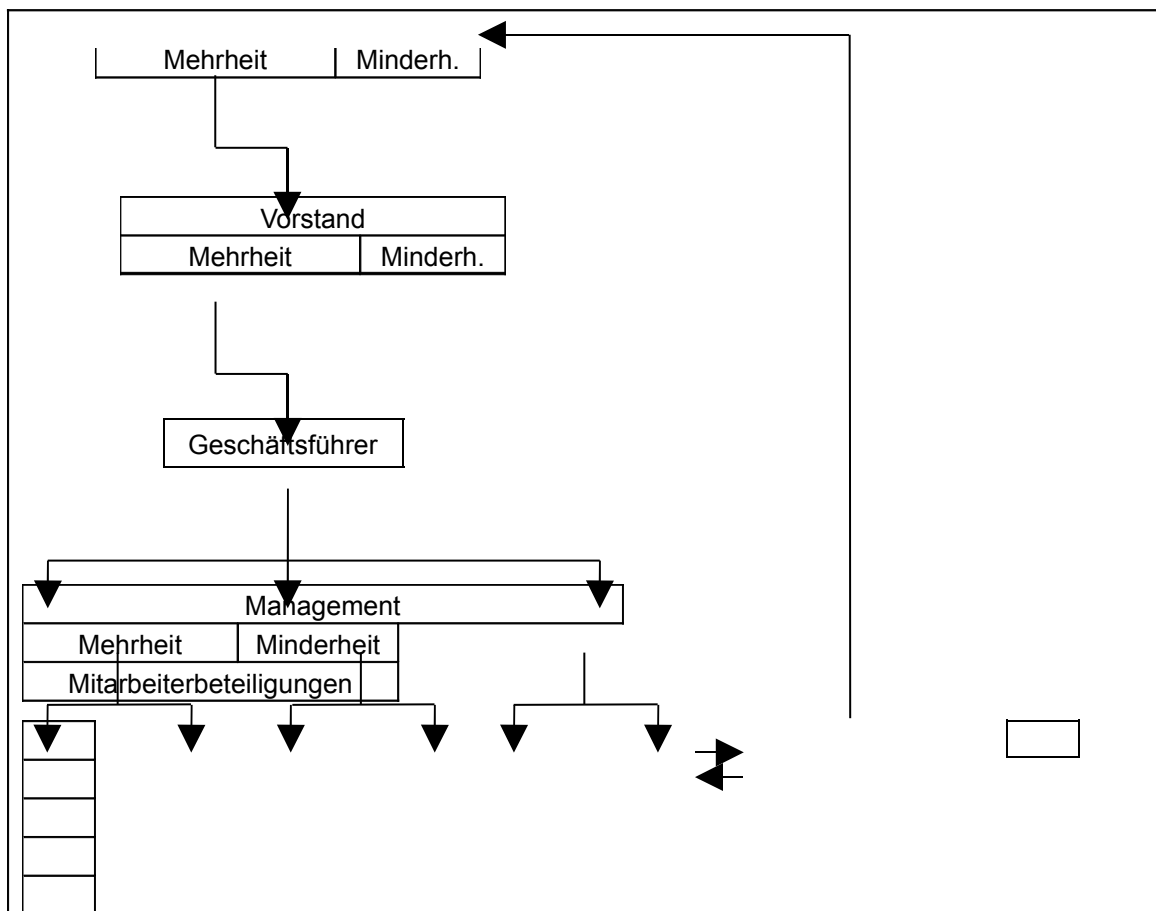 Mehrheit Minderh.
Vorstand
Mehrheit Minderh.
Geschäftsführer
Management
Mehrheit Minderheit
Mitarbeiterbeteiligungen